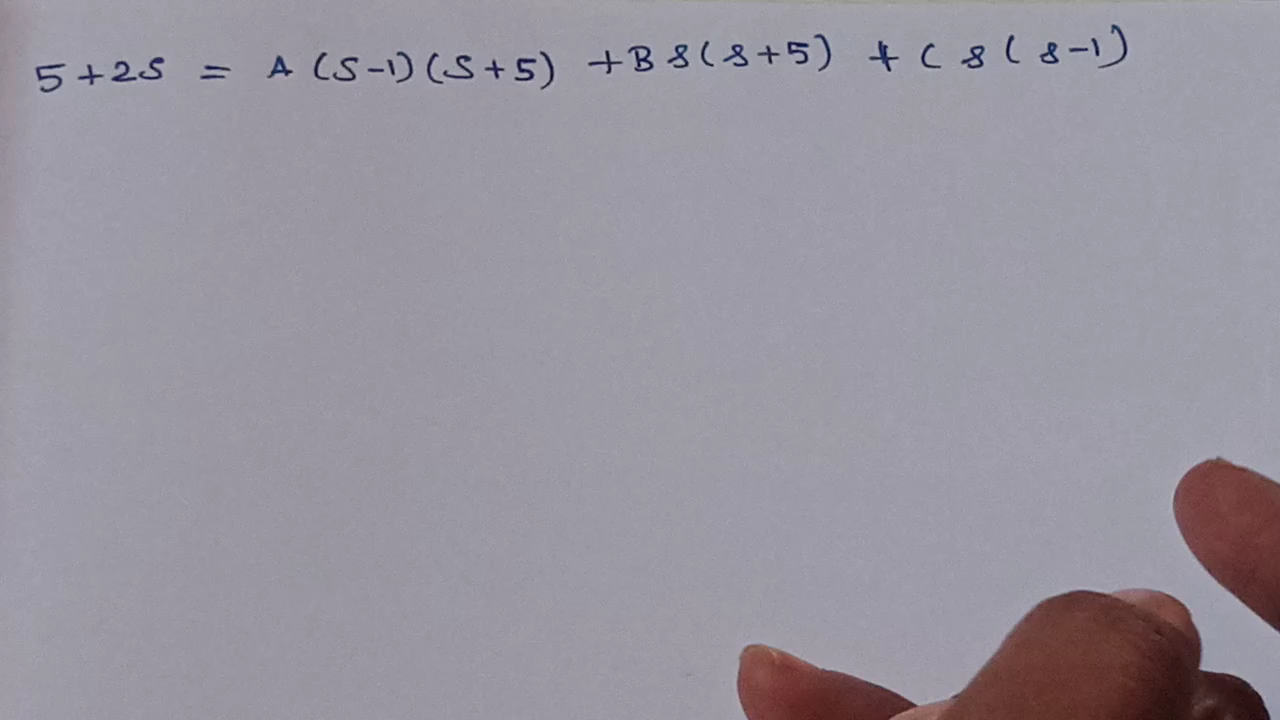 5+2S = A (S-1)(S+5) +B S(S+5) + C S(S-1)